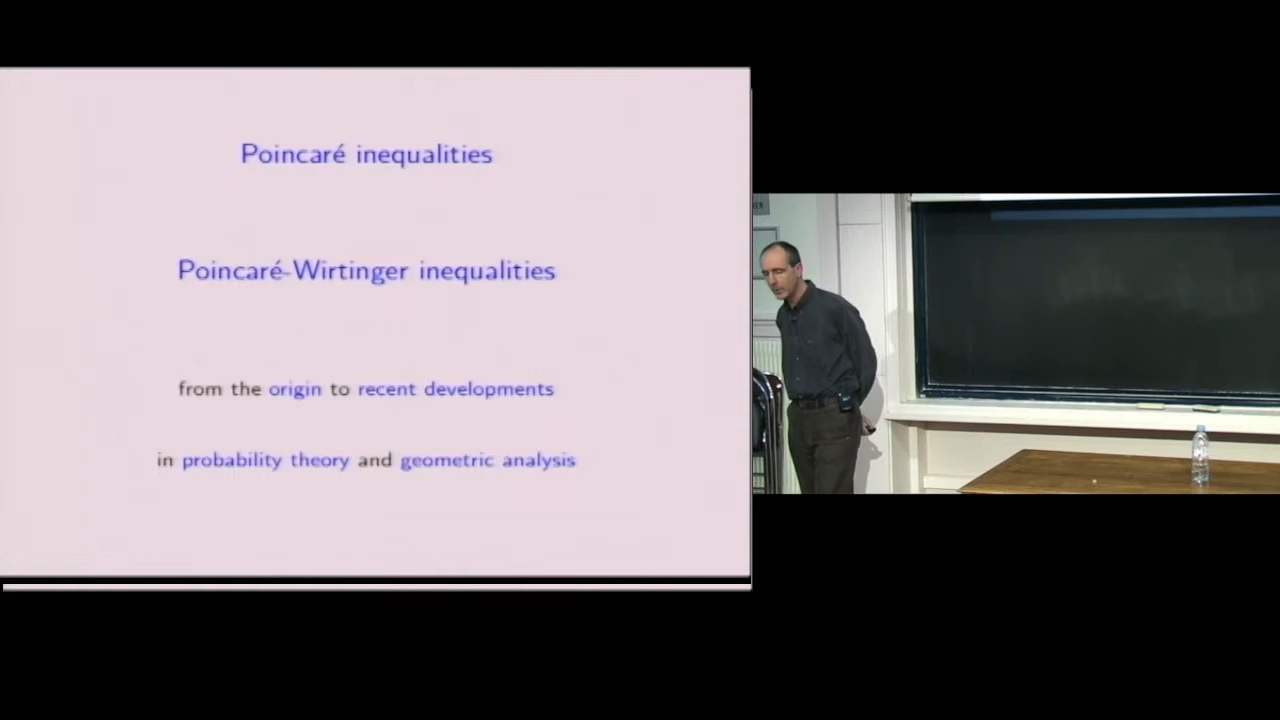 Poincaré inequalities
Poincaré-Wirtinger inequalities
from the origin to recent developments
in probability theory and geometric analysis